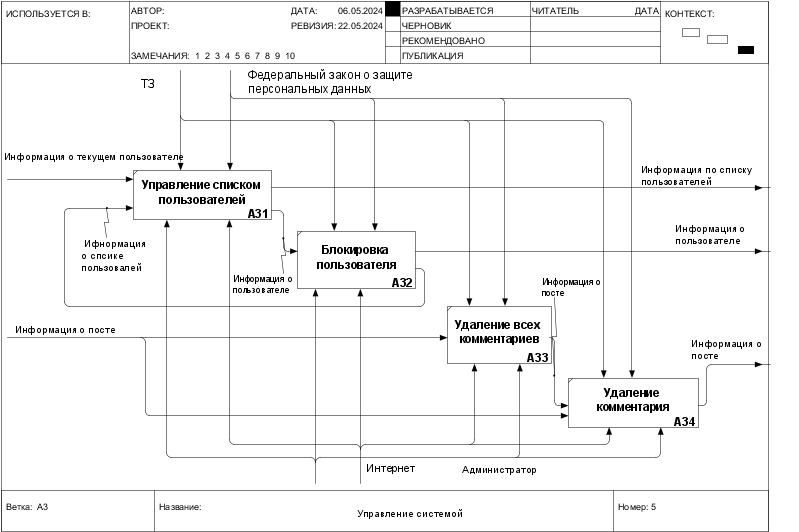 ИСПОЛЬЗУЕТСЯ В:
АВТОР:
ДАТА: 06.05.2024
РАЗРАБАТЫВАЕТСЯ
ЧИТАТЕЛЬ
ДАТА
КОНТЕКСТ:
ПРОЕКТ:
РЕВИЗИЯ: 22.05.2024
ЧЕРНОВИК
РЕКОМЕНДОВАНО
ЗАМЕЧАНИЯ: 1 2 3 4 5 6 7 8 9 10
ПУБЛИКАЦИЯ
ТЗ
Федеральный закон о защите
персональных данных
Информация о текущем пользователе
Управление списком
пользователей
A31
Информация по списку
пользователей
Ифнормация
о спсике
пользовалей
Информация о
пользователе
Блокировка
пользователя
A32
Информация о
пользователе
Информация о
посте
Информация о посте
Удаление всех
комментариев
A33
Информация о
посте
Удаление
комментария
A34
Интернет
Администратор
Ветка: A3
Название:
Управление системой
Номер: 5